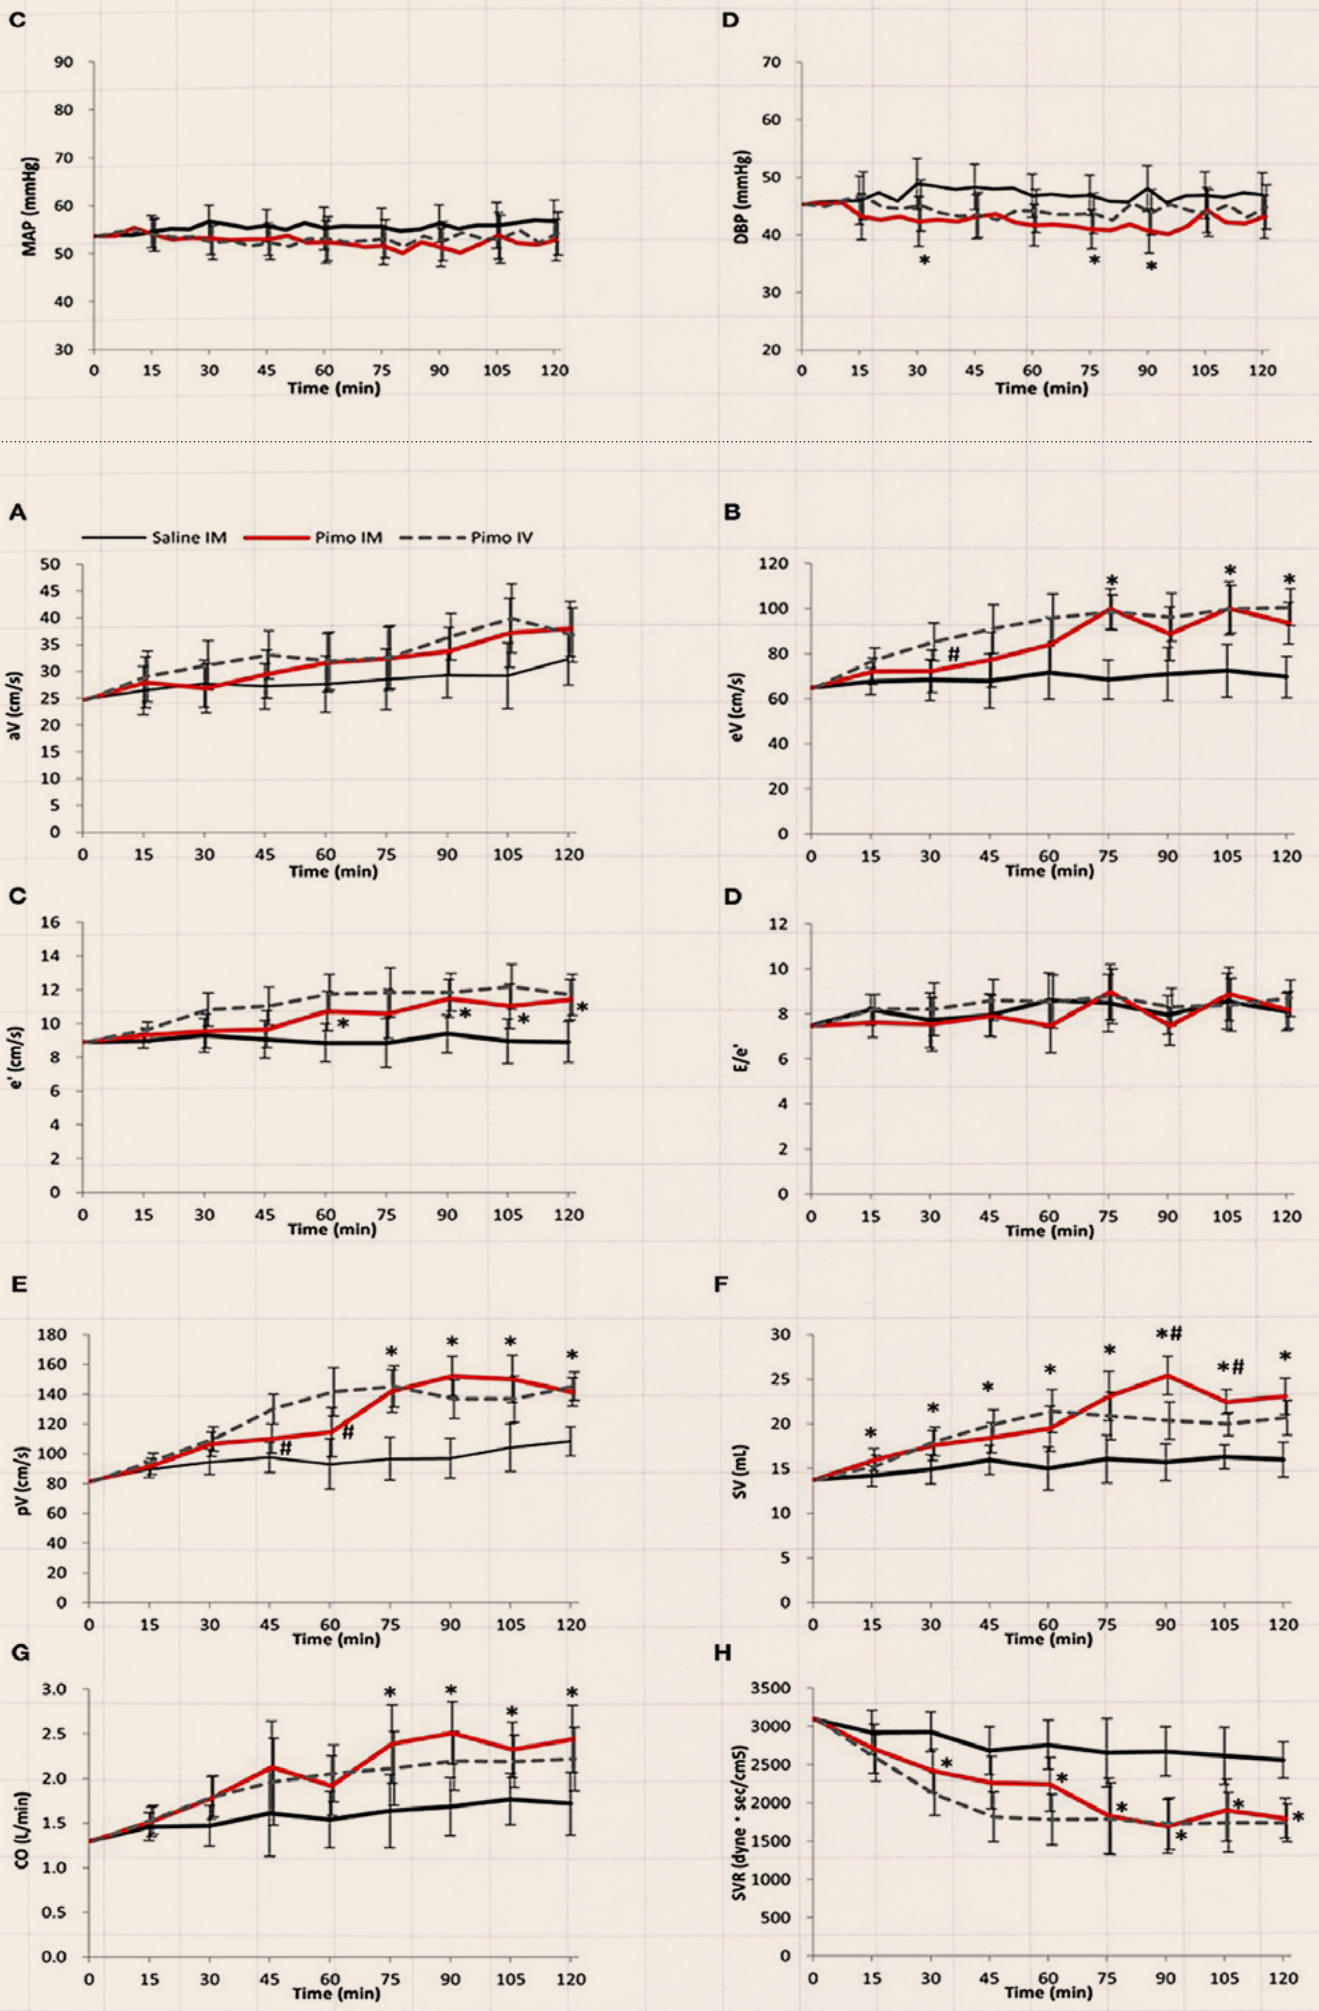 C D
90 70
80
60
70
50
60
50 40
40 30
30 20
MAP (mmHg) DBP (mmHg)
* * *
0 15 30 45 60 75 90 105 120 0 15 30 45 60 75 90 105 120
Time (min) Time (min)
A B
Saline IM Pimo IM Pimo IV
50 120
45
40 100
35 80
30
25 60
20
15 40
10 20
5
0 0
aV (cm/s) eV (cm/s)
# * * *
0 15 30 45 60 75 90 105 120 0 15 30 45 60 75 90 105 120
Time (min) Time (min)
C D
16 12
14
12 10
10 8
8 6
6
4 4
2 2
0 0
e' (cm/s) E/e'
* * * *
0 15 30 45 60 75 90 105 120 0 15 30 45 60 75 90 105 120
Time (min) Time (min)
E F
180 30
160
140 25
120 20
100
80 15
60 10
40
20 5
0 0
pV (cm/s) SV (mL)
# # * * * *
* * * * * *# *# *
0 15 30 45 60 75 90 105 120 0 15 30 45 60 75 90 105 120
Time (min) Time (min)
G H
3.0 3500
2.5 3000
2.0 2500
1.5 2000
1.0 1500
0.5 1000
0.0 500
0
CO (L/min) SVR (dyne * sec/cm5)
* * * *
* * * * * *
0 15 30 45 60 75 90 105 120 0 15 30 45 60 75 90 105 120
Time (min) Time (min)